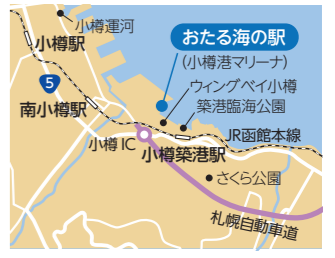 小樽運河
小樽駅
おたる海の駅
(小樽港マリーナ)
5
ウィングベイ小樽
南小樽駅
築港臨海公園
JR函館本線
小樽IC
小樽築港駅
さくら公園
札幌自動車道